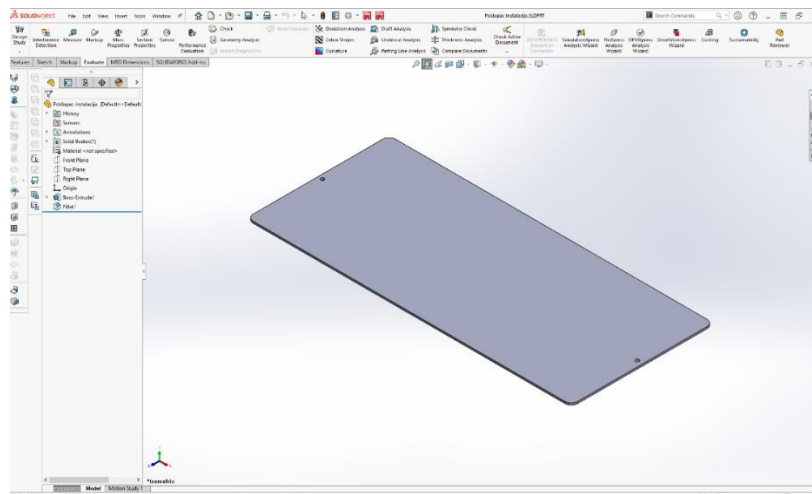 SOLIDWORKS File Edit View Insert Tools Window
Poklopac instalacija.SLDPRT
Search Commands
Design Study
Interference Detection
Measure
Markup
Mass Properties
Section Properties
Sensor
Performance Evaluation
Check
Geometry Analysis
Import Diagnostics
Deviation Analysis
Zebra Stripes
Curvature
Draft Analysis
Undercut Analysis
Parting Line Analysis
Symmetry Check
Thickness Analysis
Compare Documents
Check Active Document
SimulationXpress Analysis Wizard
FloXpress Analysis Wizard
DFMXpress Analysis Wizard
DriveWorksXpress Wizard
Costing
Sustainability
Part Reviewer
Features Sketch Markup Evaluate MBD Dimensions SOLIDWORKS Add-Ins
Poklopac instalacija (Default<<Default
History
Sensors
Annotations
Solid Bodies(1)
Material <not specified>
Front Plane
Top Plane
Right Plane
Origin
Boss-Extrude1
Fillet1
*Isometric
Model Motion Study 1